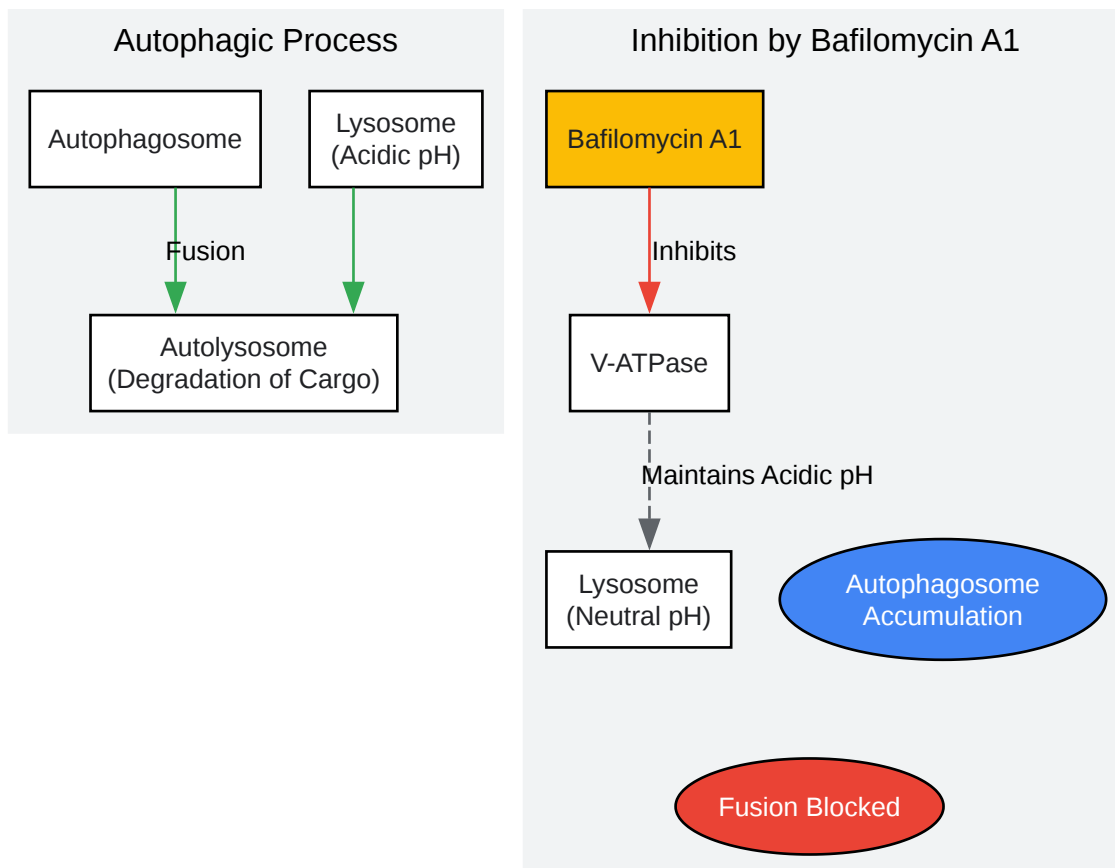 Autophagic Process
Autophagosome
Lysosome
(Acidic pH)
Fusion
Autolysosome
(Degradation of Cargo)
Inhibition by Bafilomycin A1
Bafilomycin A1
Inhibits
V-ATPase
Maintains Acidic pH
Lysosome
(Neutral pH)
Autophagosome
Accumulation
Fusion Blocked